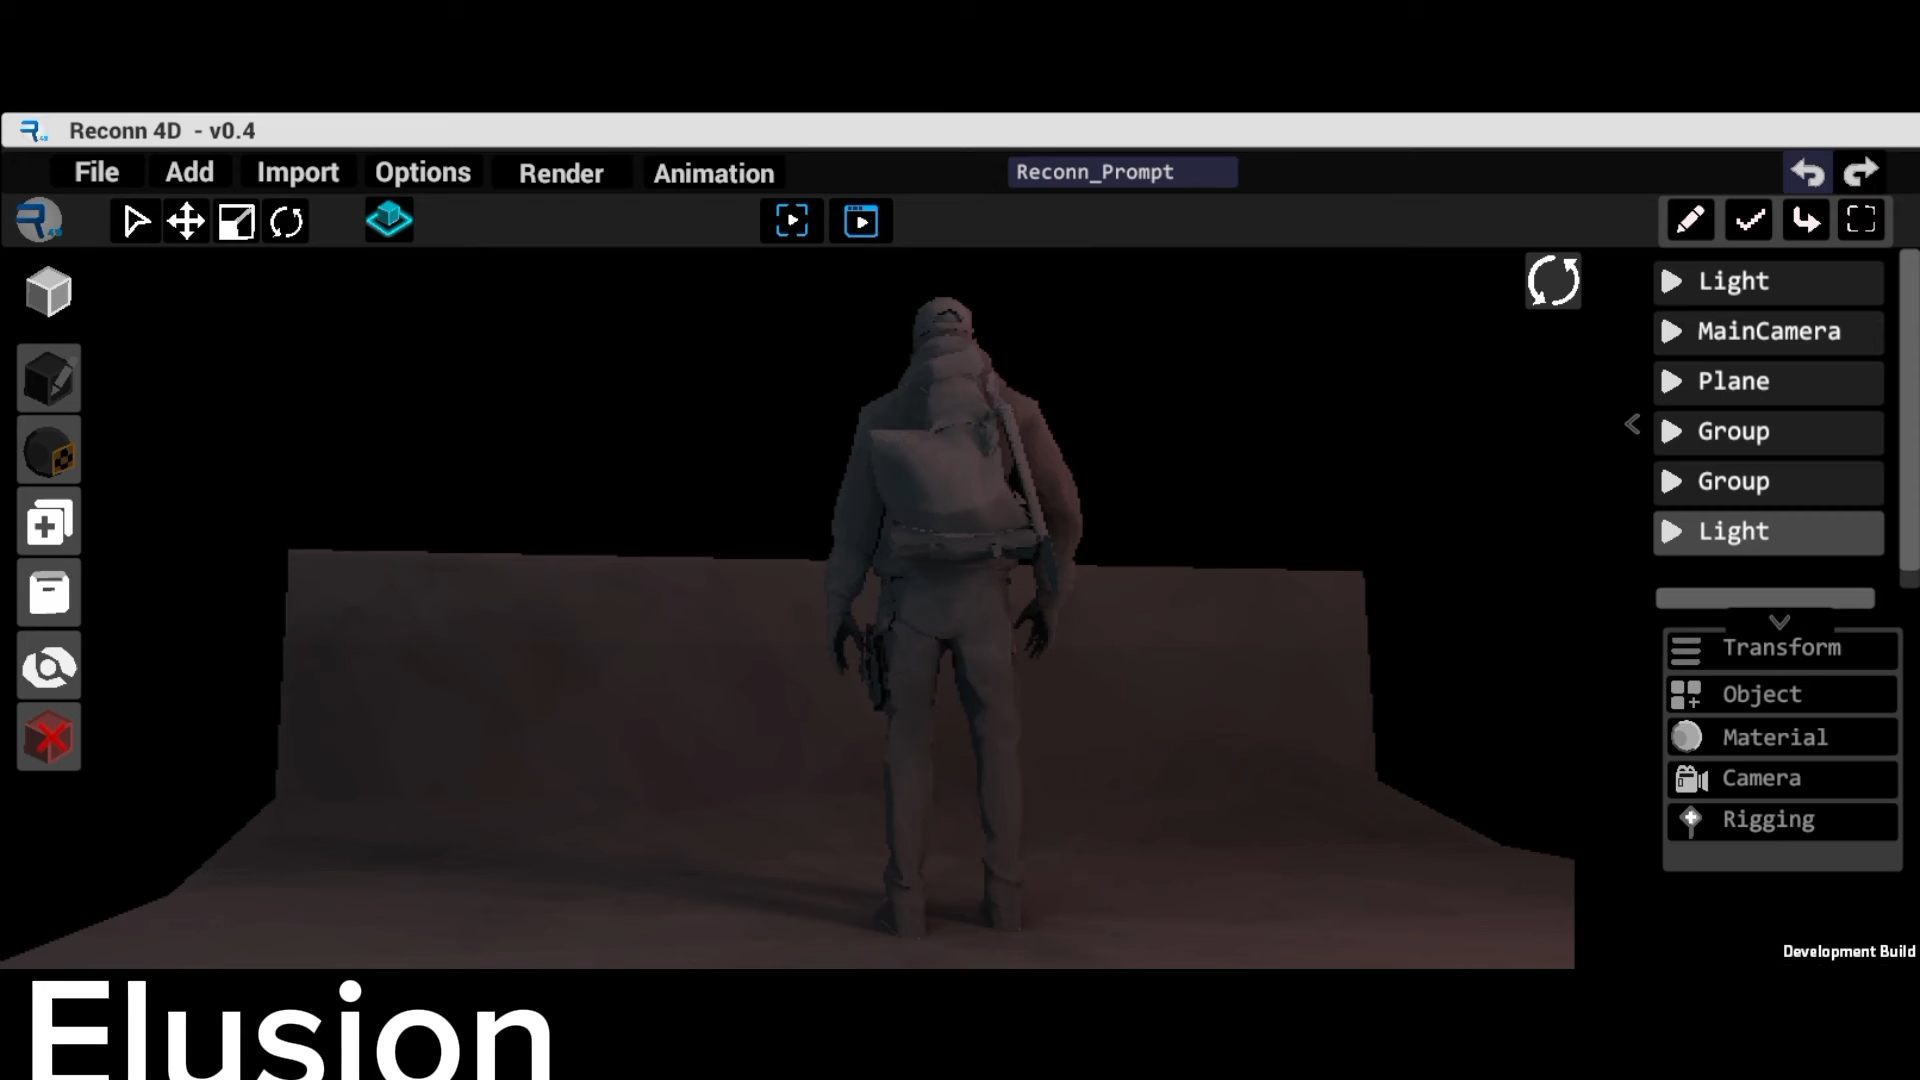 Reconn 4D - v0.4
File Add Import Options Render Animation Reconn_Prompt
Light
MainCamera
Plane
Group
Group
Light
Transform
Object
Material
Camera
Rigging
Development Build
Elusion